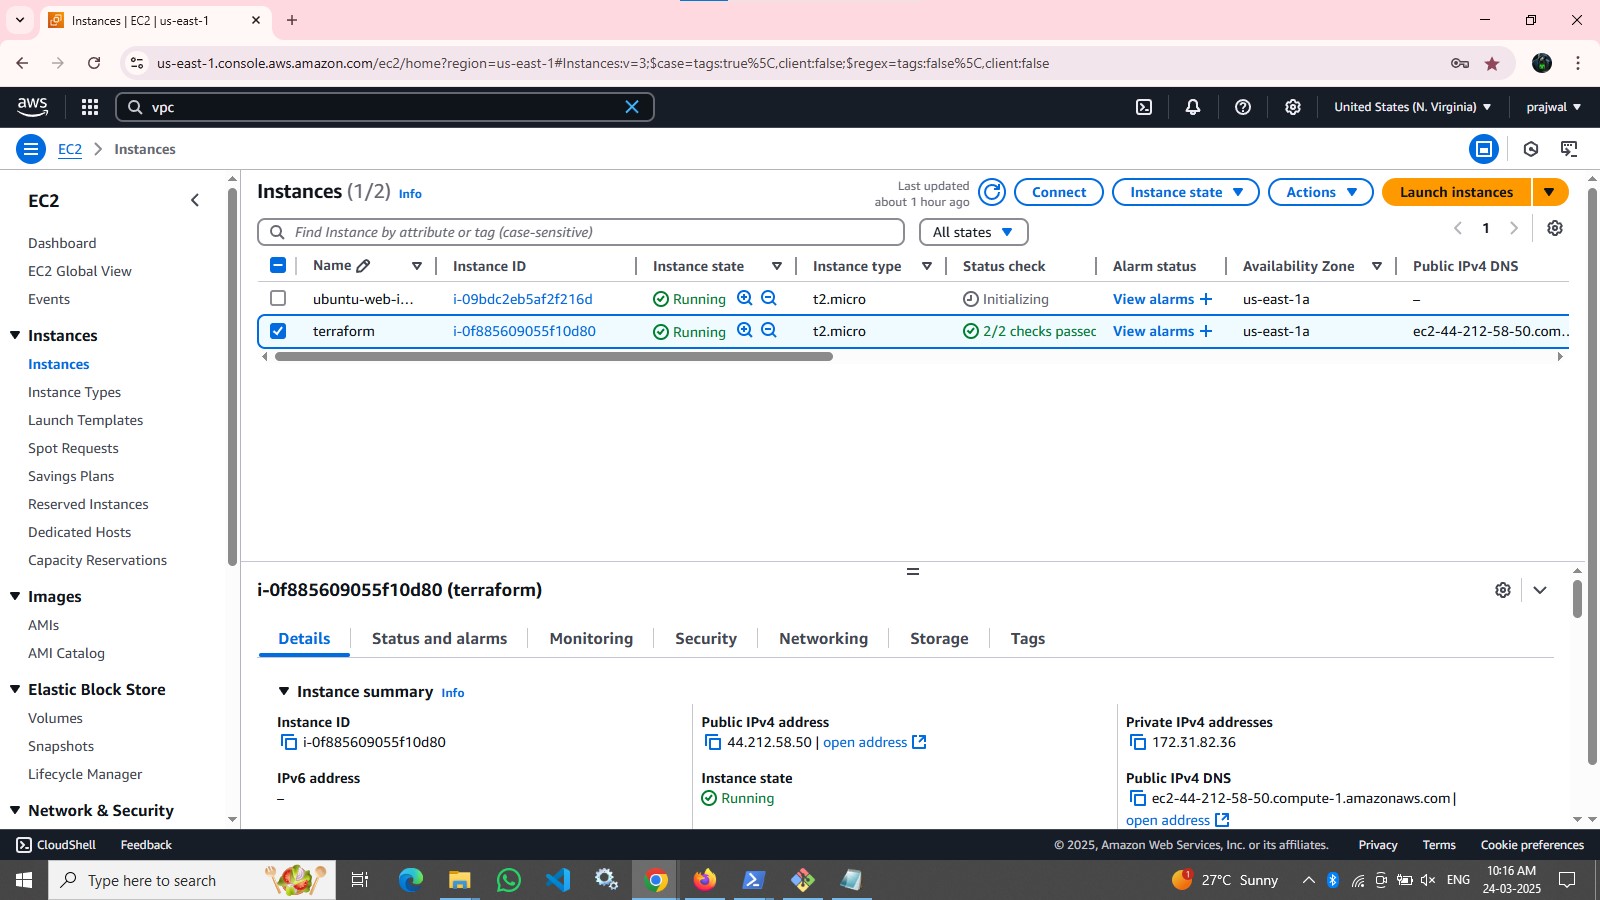 Instances | EC2 | us-east-1
us-east-1.console.aws.amazon.com/ec2/home?region=us-east-1#Instances:v=3;$case=tags:true%5C,client:false;$regex=tags:false%5C,client:false
aws
vpc
United States (N. Virginia)
prajwal
EC2
Instances
EC2
Dashboard
EC2 Global View
Events
Instances
Instances
Instance Types
Launch Templates
Spot Requests
Savings Plans
Reserved Instances
Dedicated Hosts
Capacity Reservations
Images
AMIs
AMI Catalog
Elastic Block Store
Volumes
Snapshots
Lifecycle Manager
Network & Security
Instances (1/2) Info
Last updated
about 1 hour ago
Connect
Instance state
Actions
Launch instances
Find Instance by attribute or tag (case-sensitive)
All states
1
Name Instance ID Instance state Instance type Status check Alarm status Availability Zone Public IPv4 DNS
ubuntu-web-i... i-09bdc2eb5af2f216d Running t2.micro Initializing View alarms + us-east-1a –
terraform i-0f885609055f10d80 Running t2.micro 2/2 checks passec View alarms + us-east-1a ec2-44-212-58-50.com...
i-0f885609055f10d80 (terraform)
Details Status and alarms Monitoring Security Networking Storage Tags
Instance summary Info
Instance ID
i-0f885609055f10d80
IPv6 address
–
Public IPv4 address
44.212.58.50 | open address
Instance state
Running
Private IPv4 addresses
172.31.82.36
Public IPv4 DNS
ec2-44-212-58-50.compute-1.amazonaws.com |
open address
CloudShell Feedback © 2025, Amazon Web Services, Inc. or its affiliates. Privacy Terms Cookie preferences
Type here to search
1
27°C Sunny
ENG
10:16 AM
24-03-2025